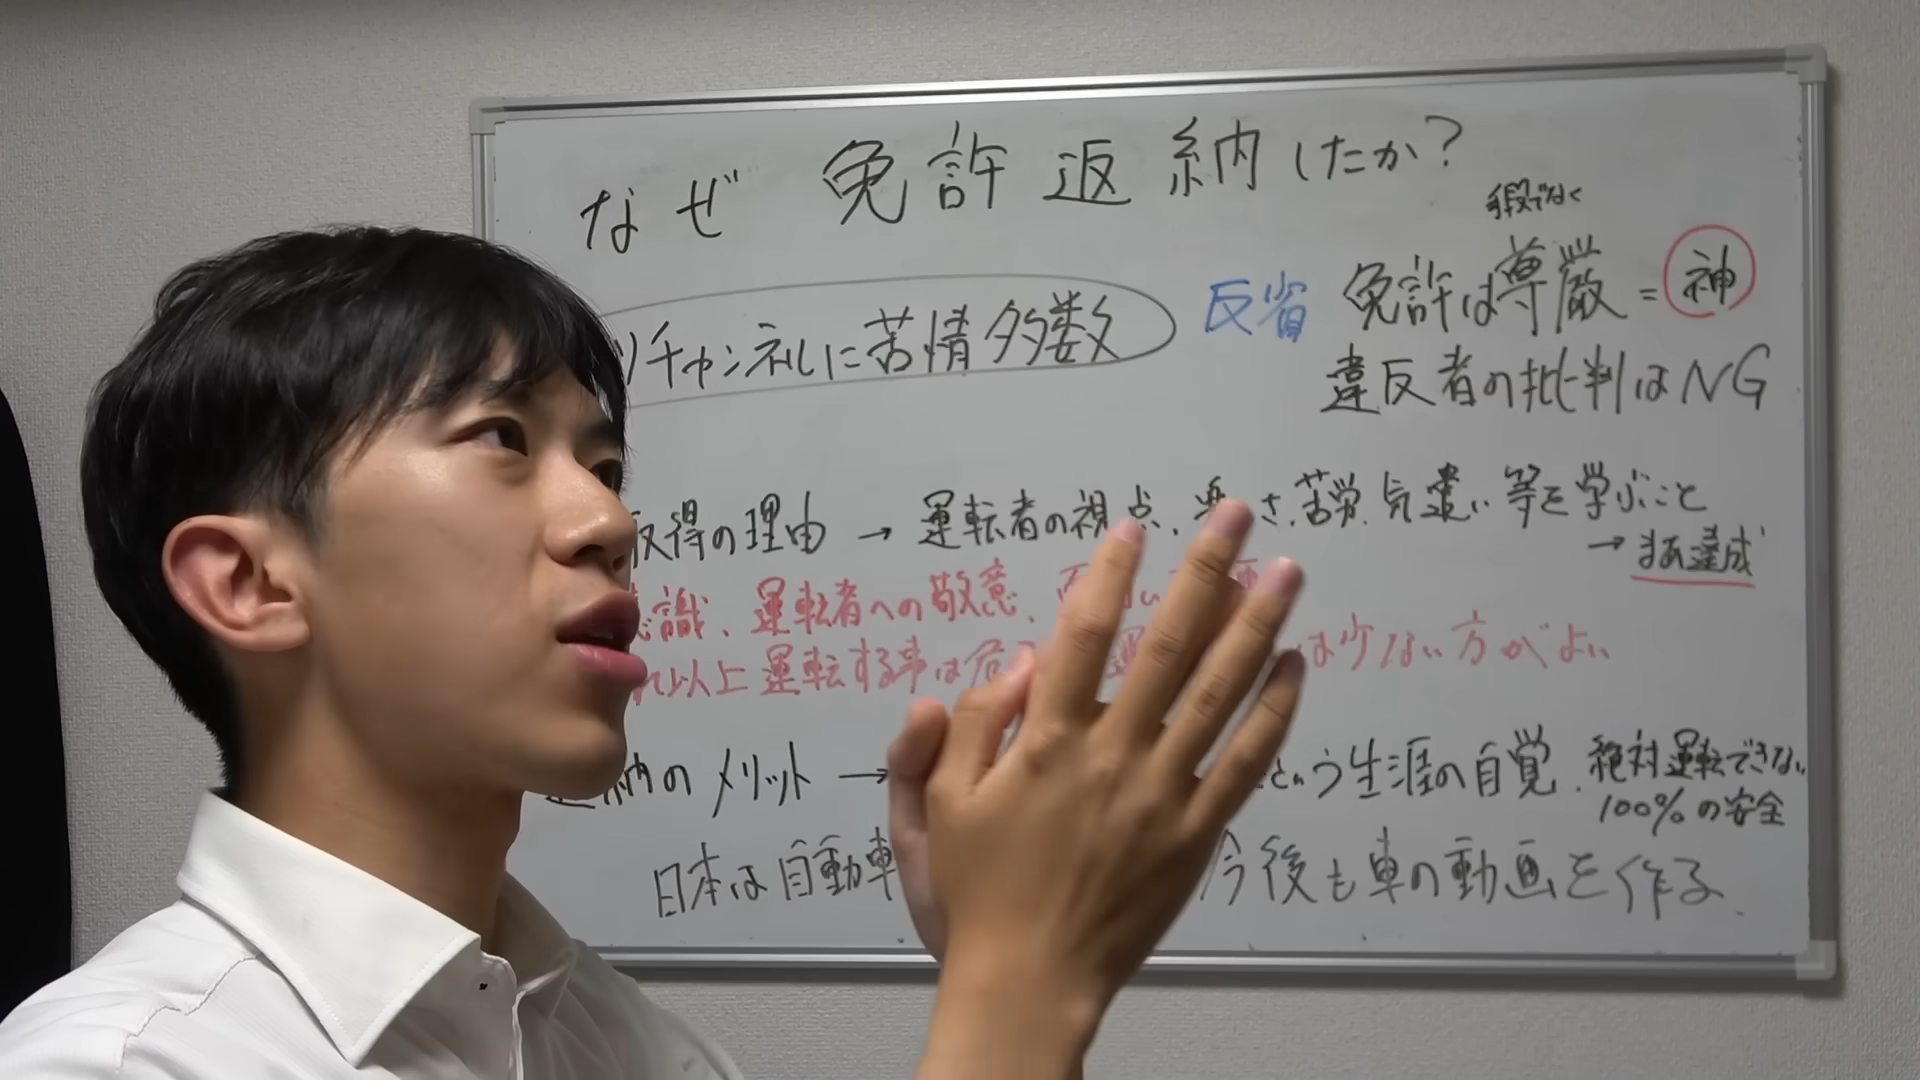 なぜ 免許返納したか?
手段でなく
チャンネルに苦情多数
反省 免許は尊厳=神
違反者の批判はNG
取得の理由 → 運転者の視点、楽さ、苦労、気遣い等を学ぶこと
→ まあ達成
意識、運転者への敬意、
以上運転する事は危 は少ない方がよい
納のメリット → という生涯の自覚、絶対運転できない
100%の安全
日本は自動車 今後も車の動画を作る